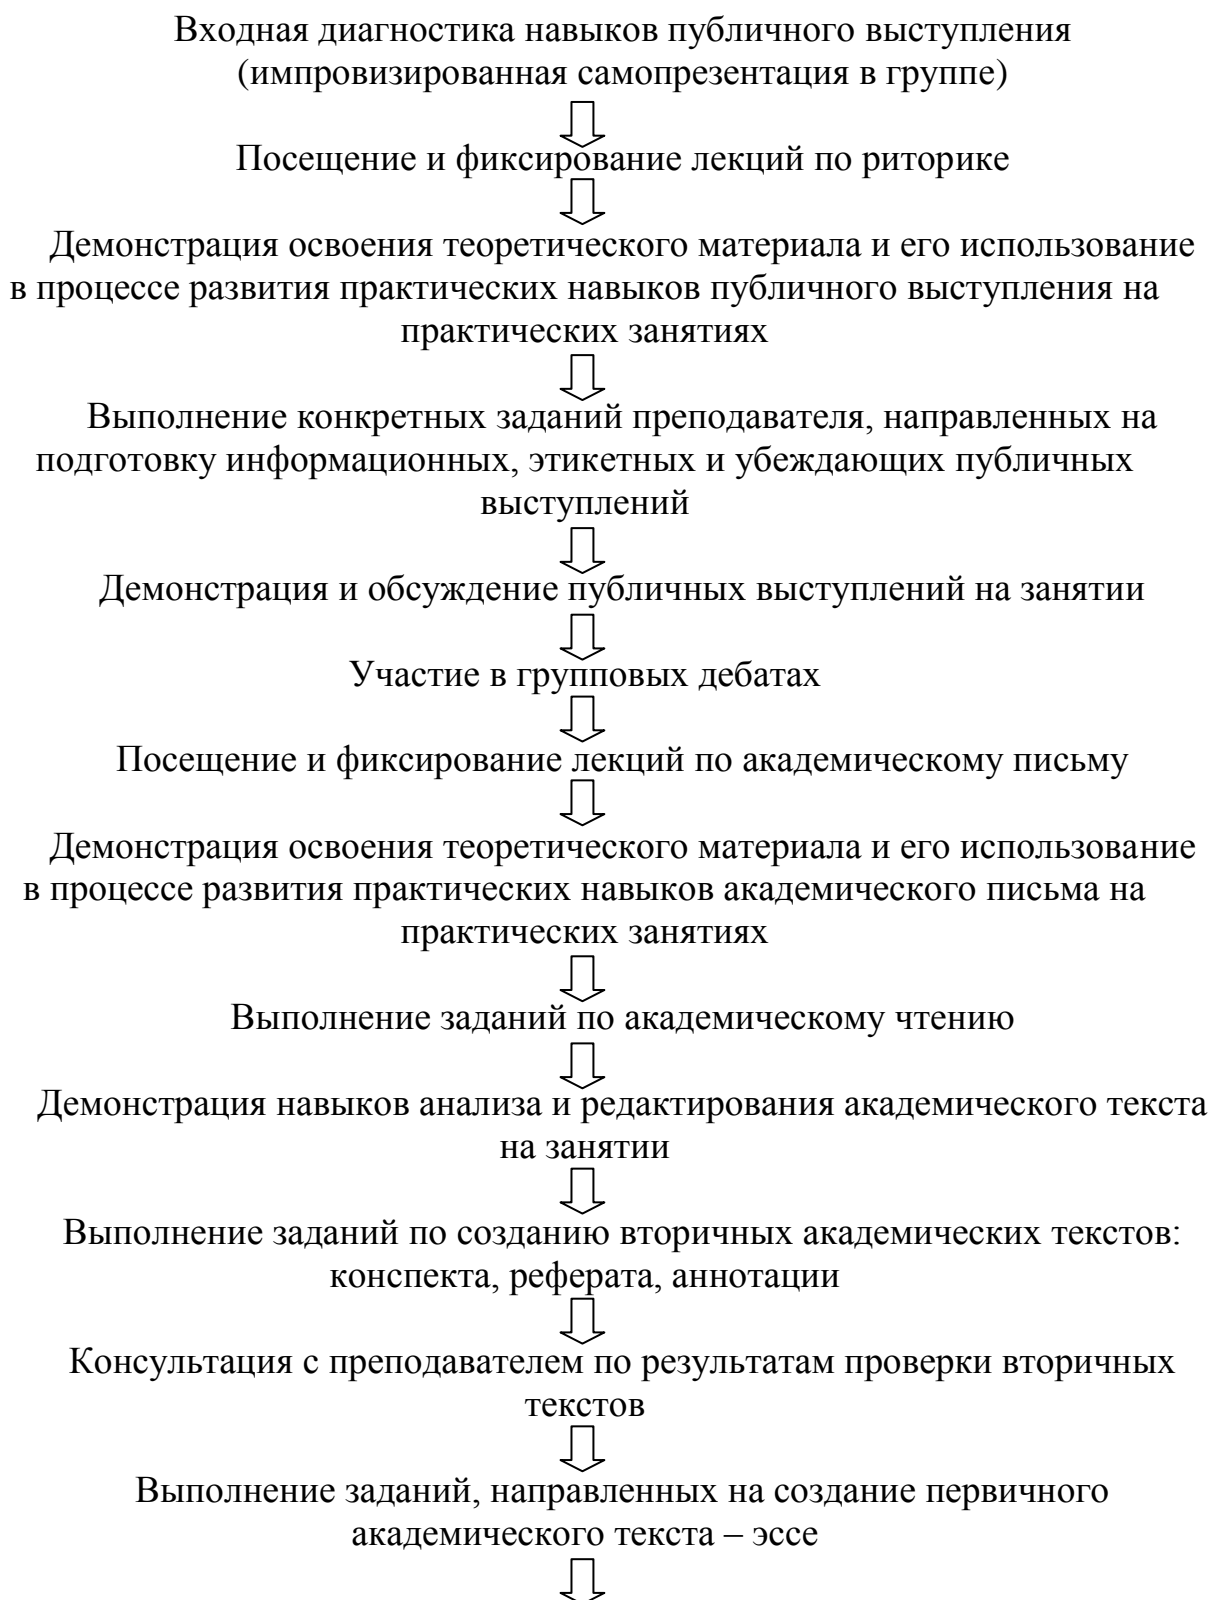 Входная диагностика навыков публичного выступления
(импровизированная самопрезентация в группе)
Посещение и фиксирование лекций по риторике
Демонстрация освоения теоретического материала и его использование
в процессе развития практических навыков публичного выступления на
практических занятиях
Выполнение конкретных заданий преподавателя, направленных на
подготовку информационных, этикетных и убеждающих публичных
выступлений
Демонстрация и обсуждение публичных выступлений на занятии
Участие в групповых дебатах
Посещение и фиксирование лекций по академическому письму
Демонстрация освоения теоретического материала и его использование
в процессе развития практических навыков академического письма на
практических занятиях
Выполнение заданий по академическому чтению
Демонстрация навыков анализа и редактирования академического текста
на занятии
Выполнение заданий по созданию вторичных академических текстов:
конспекта, реферата, аннотации
Консультация с преподавателем по результатам проверки вторичных
текстов
Выполнение заданий, направленных на создание первичного
академического текста – эссе